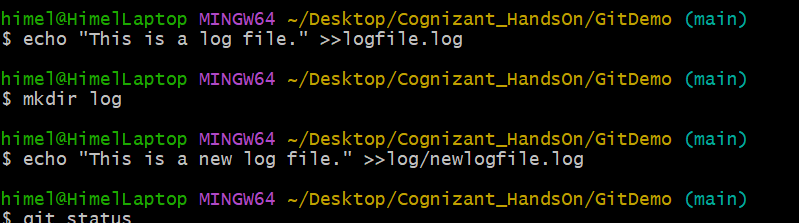 himel@HimelLaptop MINGW64 ~/Desktop/Cognizant_HandsOn/GitDemo (main)
$ echo "This is a log file." >>logfile.log
himel@HimelLaptop MINGW64 ~/Desktop/Cognizant_HandsOn/GitDemo (main)
$ mkdir log
himel@HimelLaptop MINGW64 ~/Desktop/Cognizant_HandsOn/GitDemo (main)
$ echo "This is a new log file." >>log/newlogfile.log
himel@HimelLaptop MINGW64 ~/Desktop/Cognizant_HandsOn/GitDemo (main)
$ git status